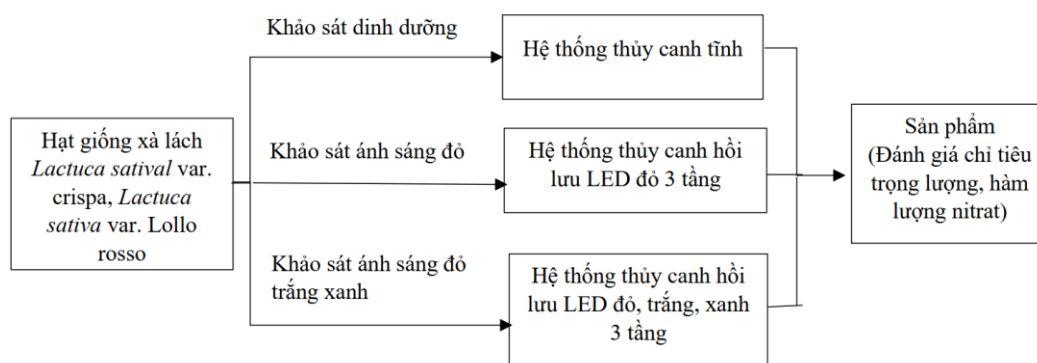 Hạt giống xà lách
Lactuca satival var.
crispa, Lactuca
sativa var. Lollo
rosso
Khảo sát dinh dưỡng
Hệ thống thủy canh tĩnh
Khảo sát ánh sáng đỏ
Hệ thống thủy canh hồi
lưu LED đỏ 3 tầng
Khảo sát ánh sáng đỏ
trắng xanh
Hệ thống thủy canh hồi
lưu LED đỏ, trắng, xanh
3 tầng
Sản phẩm
(Đánh giá chỉ tiêu
trọng lượng, hàm
lượng nitrat)